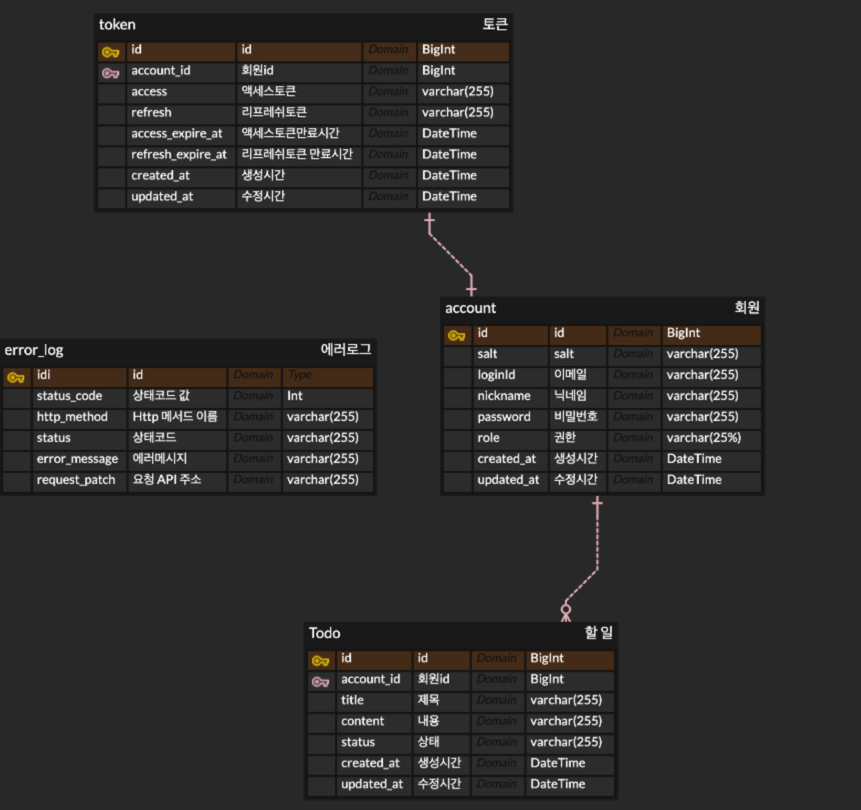 token 토큰
id id Domain BigInt
account_id 회원id Domain BigInt
access 액세스토큰 Domain varchar(255)
refresh 리프레쉬토큰 Domain varchar(255)
access_expire_at 액세스토큰만료시간 Domain DateTime
refresh_expire_at 리프레쉬토큰 만료시간 Domain DateTime
created_at 생성시간 Domain DateTime
updated_at 수정시간 Domain DateTime
account 회원
id id Domain BigInt
salt salt Domain varchar(255)
loginId 이메일 Domain varchar(255)
nickname 닉네임 Domain varchar(255)
password 비밀번호 Domain varchar(255)
role 권한 Domain varchar(25%)
created_at 생성시간 Domain DateTime
updated_at 수정시간 Domain DateTime
error_log 에러로그
idi id Domain Type
status_code 상태코드 값 Domain Int
http_method Http 메서드 이름 Domain varchar(255)
status 상태코드 Domain varchar(255)
error_message 에러메시지 Domain varchar(255)
request_patch 요청 API 주소 Domain varchar(255)
Todo 할 일
id id Domain BigInt
account_id 회원id Domain BigInt
title 제목 Domain varchar(255)
content 내용 Domain varchar(255)
status 상태 Domain varchar(255)
created_at 생성시간 Domain DateTime
updated_at 수정시간 Domain DateTime